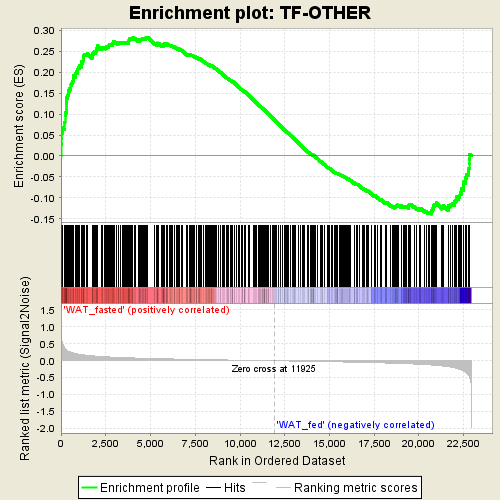 Enrichment plot: TF-OTHER
Enrichment score (ES)
0.30
0.25
0.20
0.15
0.10
0.05
0.00
-0.05
-0.10
-0.15
Ranked list metric (Signal2Noise)
1.5
1.0
0.5
0.0
-0.5
-1.0
-1.5
-2.0
'WAT_fasted' (positively correlated)
Zero cross at 11925
'WAT_fed' (negatively correlated)
0 2,500 5,000 7,500 10,000 12,500 15,000 17,500 20,000 22,500
Rank in Ordered Dataset
Enrichment profile Hits Ranking metric scores